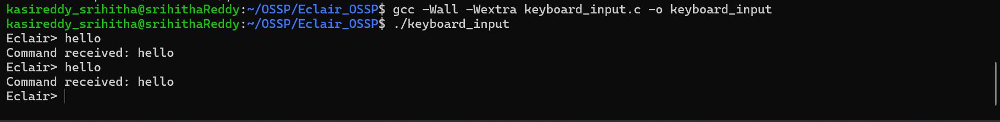 kasireddy_srihitha@srihithaReddy:~/OSSP/Eclair_OSSP$ gcc -Wall -Wextra keyboard_input.c -o keyboard_input
kasireddy_srihitha@srihithaReddy:~/OSSP/Eclair_OSSP$ ./keyboard_input
Eclair> hello
Command received: hello
Eclair> hello
Command received: hello
Eclair>